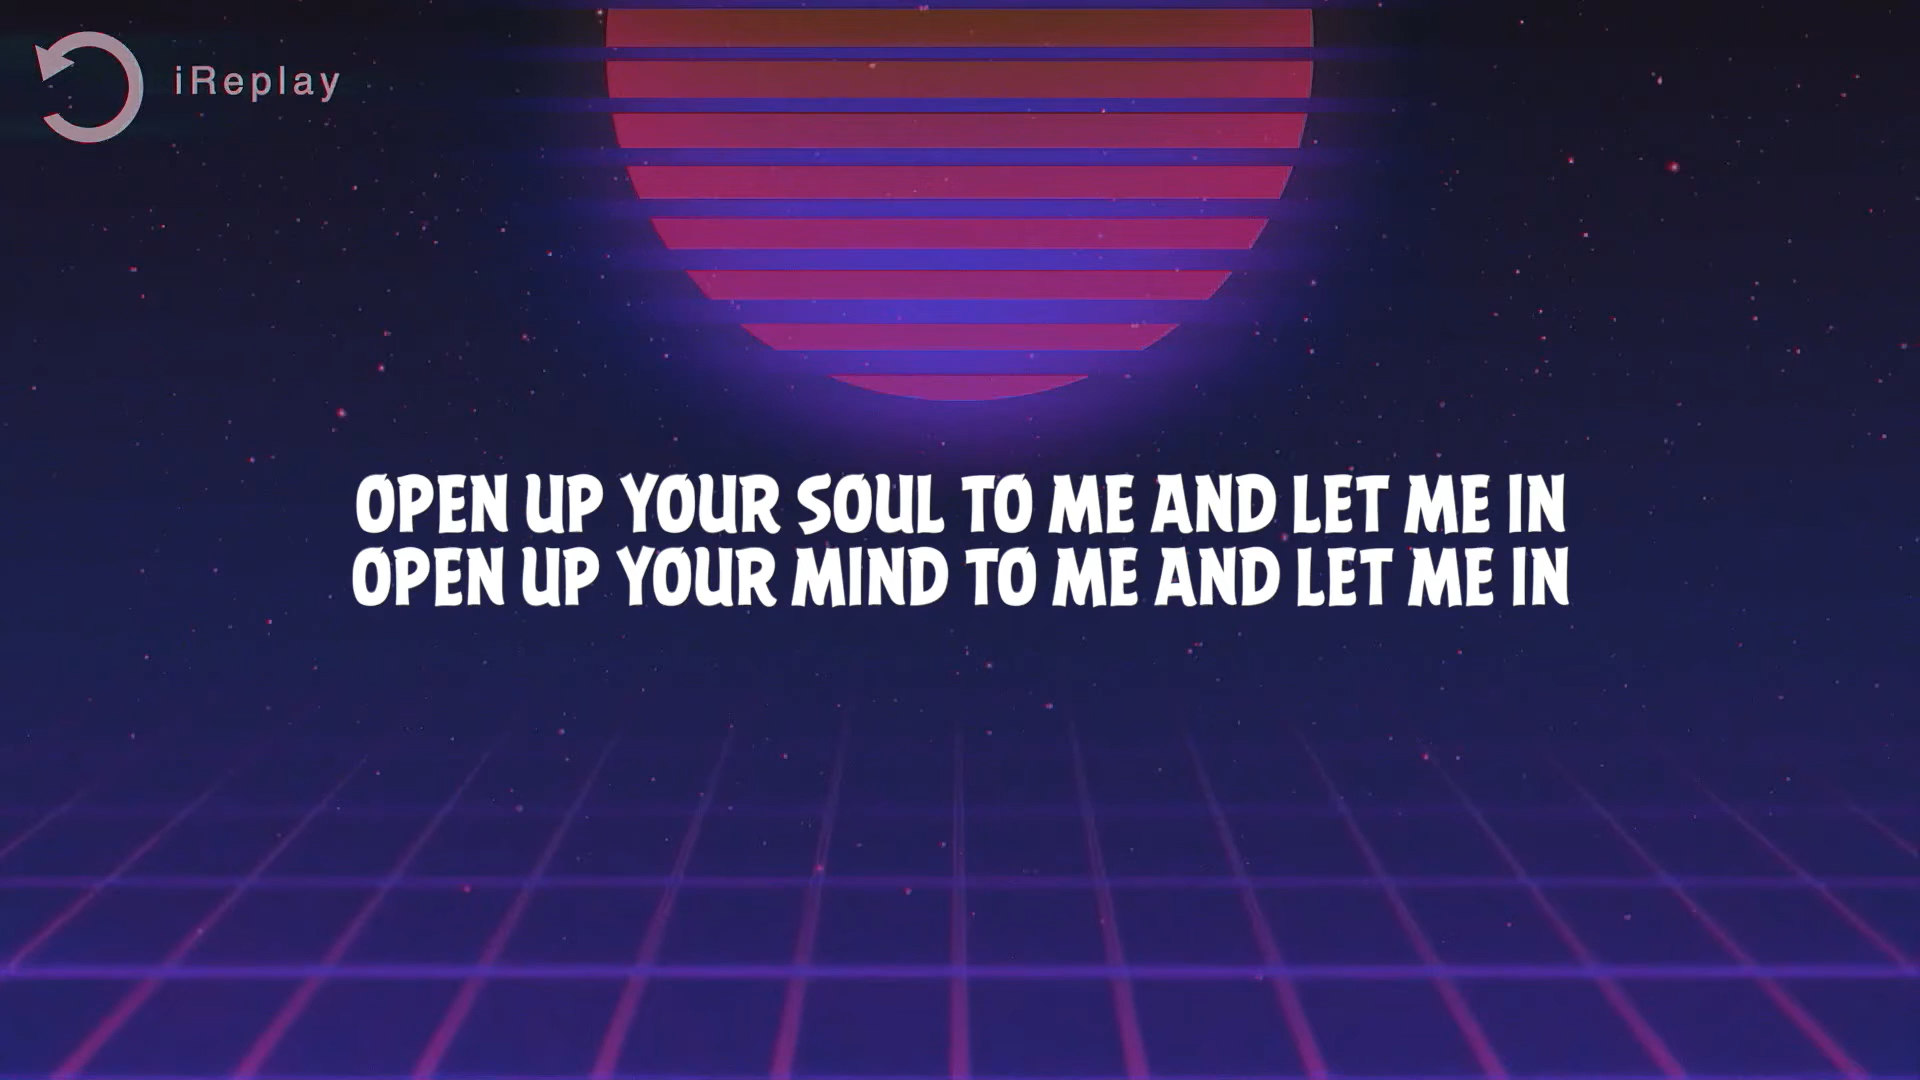 iReplay
OPEN UP YOUR SOUL TO ME AND LET ME IN
OPEN UP YOUR MIND TO ME AND LET ME IN